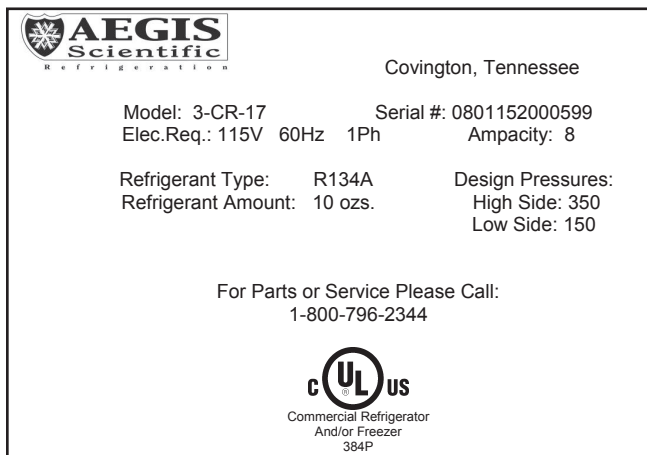 AEGIS
Scientific
Refrigeration
Covington, Tennessee
Model: 3-CR-17 Serial #: 0801152000599
Elec.Req.: 115V 60Hz 1Ph Ampacity: 8
Refrigerant Type: R134A Design Pressures:
Refrigerant Amount: 10 ozs. High Side: 350
Low Side: 150
For Parts or Service Please Call:
1-800-796-2344
C UL ® US
Commercial Refrigerator
And/or Freezer
384P